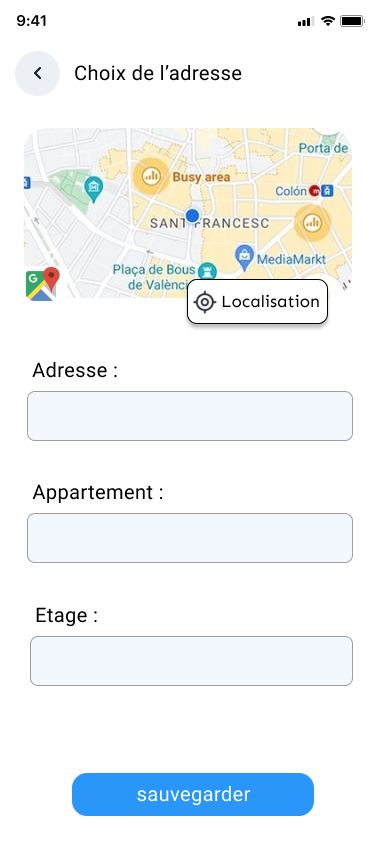 9:41
Choix de l'adresse
Porta de
Busy area
Colón
SANT FRANCESC
MediaMarkt
Plaça de Bous
de Valènci
G
Localisation
Adresse :
Appartement :
Etage :
sauvegarder